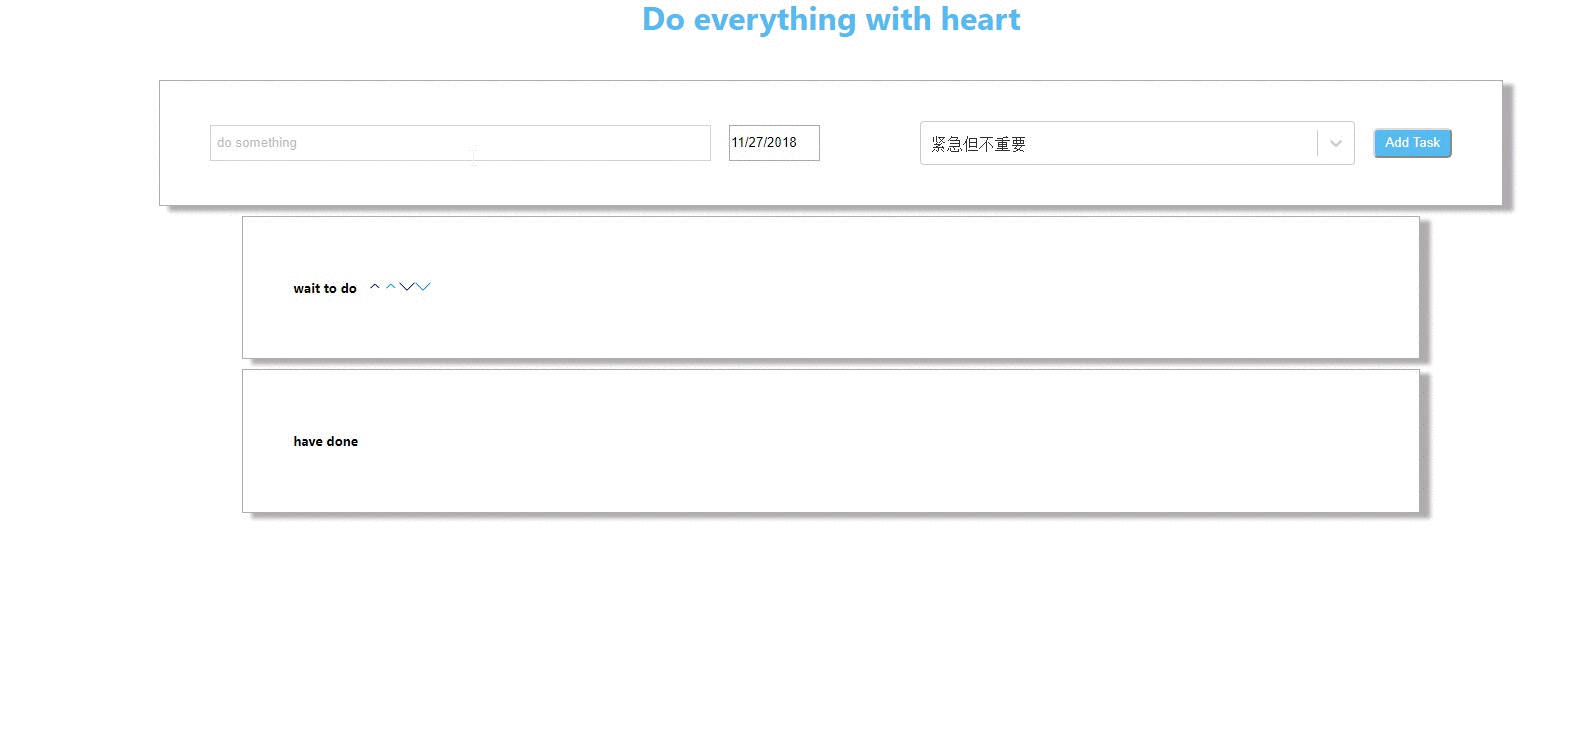 Do everything with heart
do something
11/27/2018
紧急但不重要
Add Task
wait to do
have done